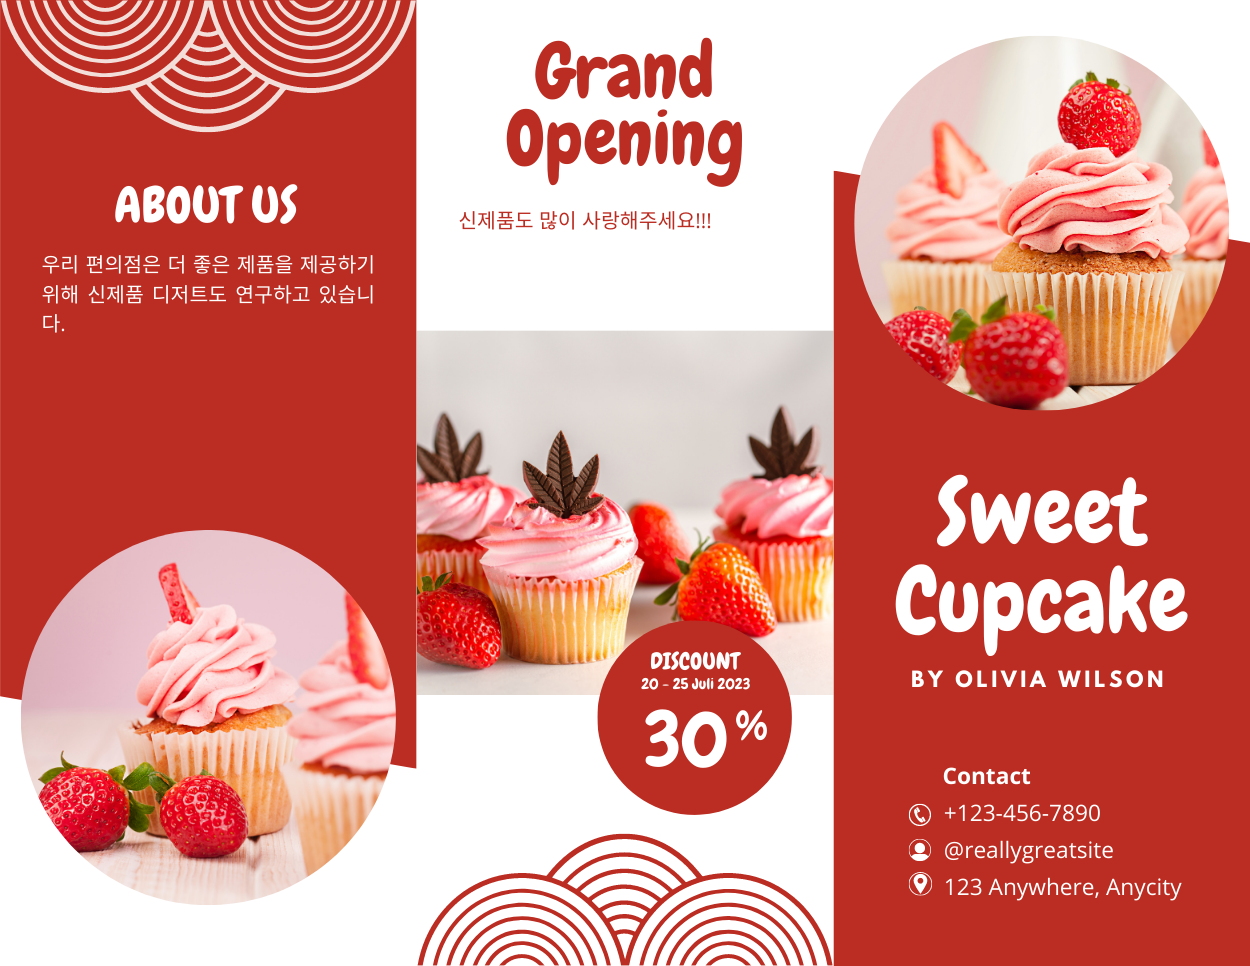 ABOUT US
우리 편의점은 더 좋은 제품을 제공하기
위해 신제품 디저트도 연구하고 있습니
다.
Grand
Opening
신제품도 많이 사랑해주세요!!!
DISCOUNT
20 - 25 Juli 2023
30%
Sweet
Cupcake
BY OLIVIA WILSON
Contact
+123-456-7890
@reallygreatsite
123 Anywhere, Anycity